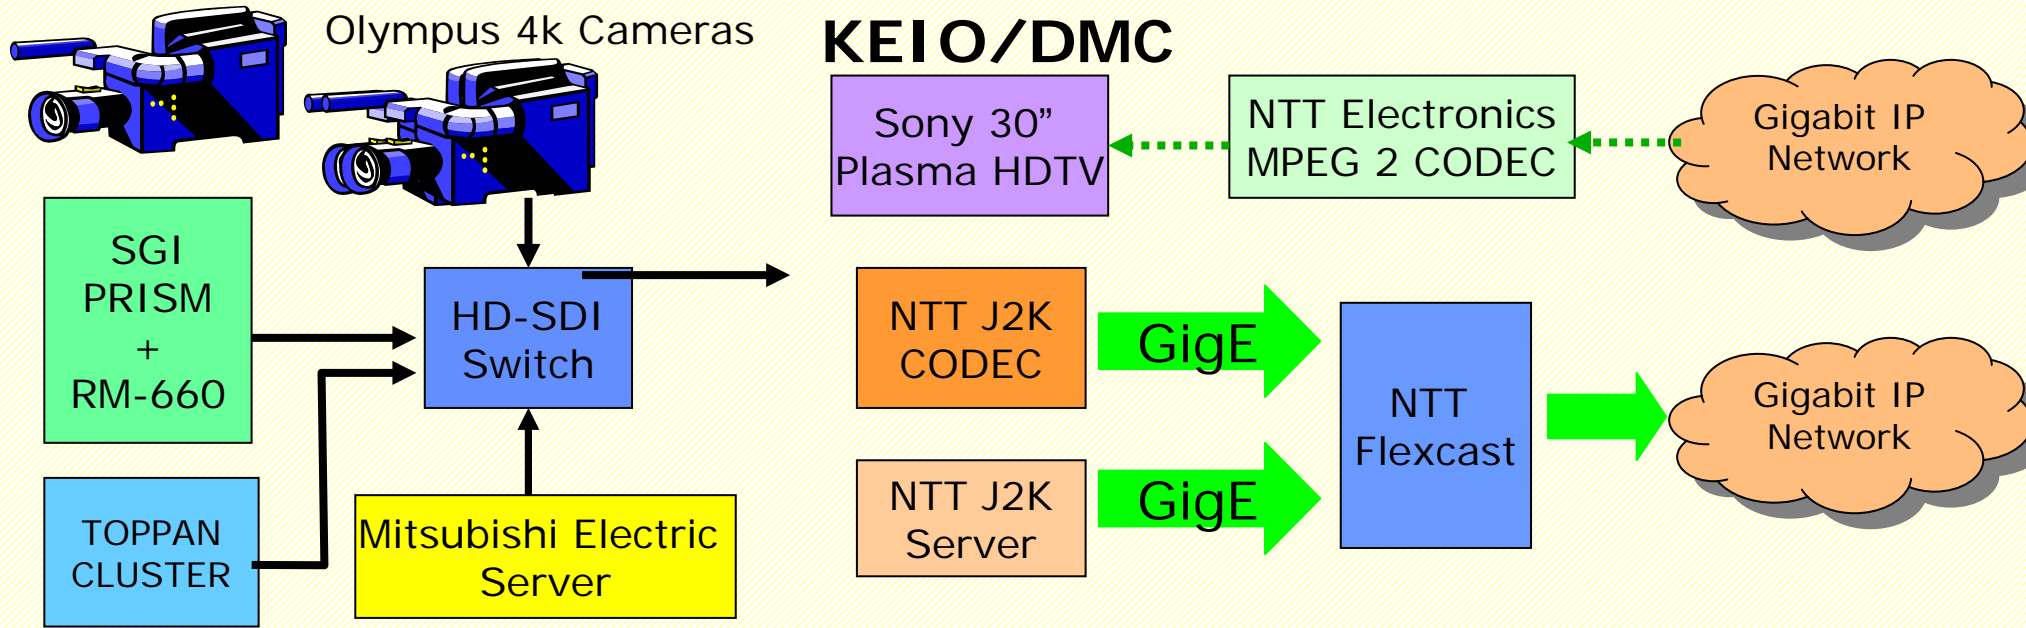 Olympus 4k Cameras
KEIO/DMC
Sony 30”
Plasma HDTV
NTT Electronics
MPEG 2 CODEC
Gigabit IP
Network
SGI
PRISM
+
RM-660
HD-SDI
Switch
NTT J2K
CODEC
GigE
NTT
Flexcast
Gigabit IP
Network
TOPPAN
CLUSTER
Mitsubishi Electric
Server
NTT J2K
Server
GigE